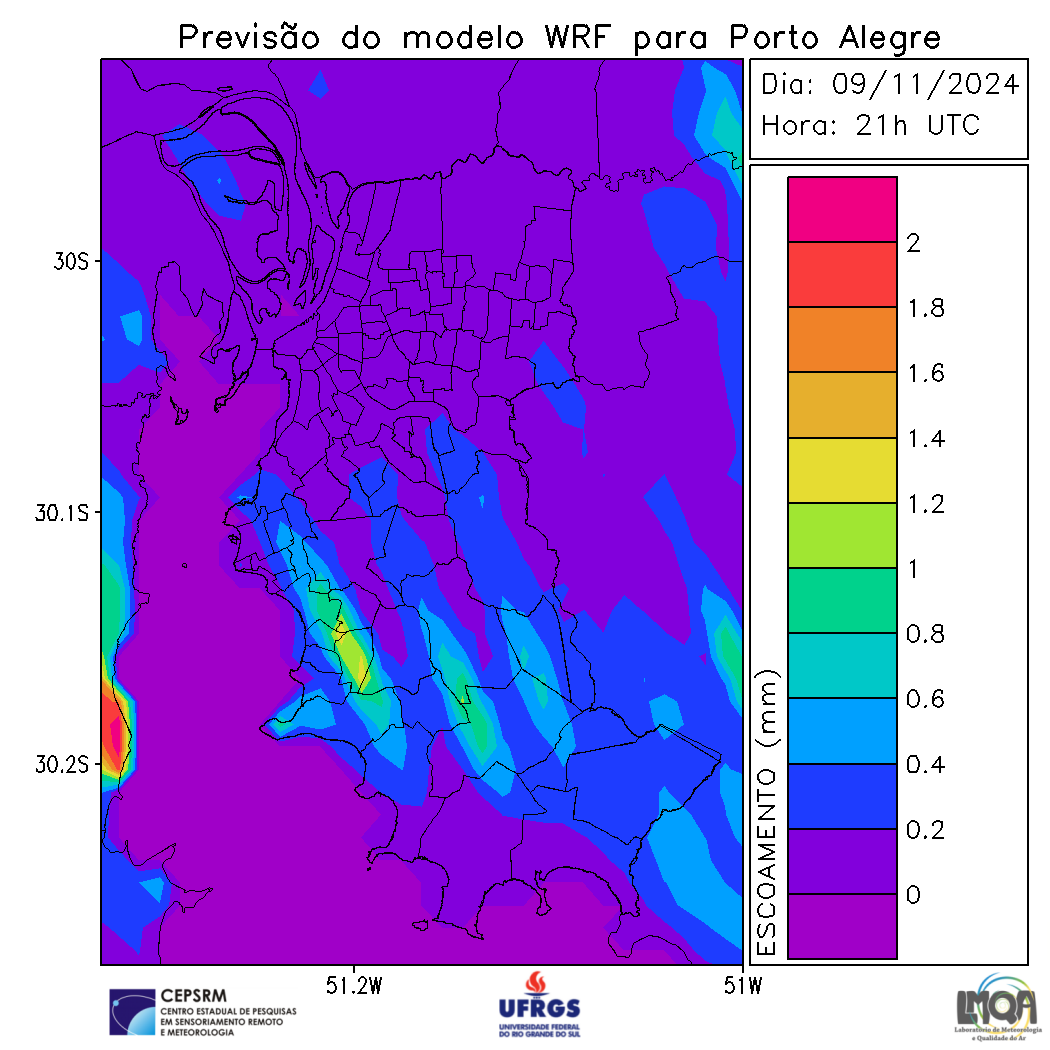 Previsão do modelo WRF para Porto Alegre
Dia: 09/11/2024
Hora: 21h UTC
30S
30.1S
30.2S
51.2W
51W
2
1.8
1.6
1.4
1.2
1
0.8
0.6
0.4
0.2
0
ESCOAMENTO (mm)
CEPSRM
CENTRO ESTADUAL DE PESQUISAS
EM SENSORIAMENTO REMOTO
E METEOROLOGIA
UFRGS
UNIVERSIDADE FEDERAL
DO RIO GRANDE DO SUL
LMQA
Laboratório de Meteorologia
e Qualidade do Ar